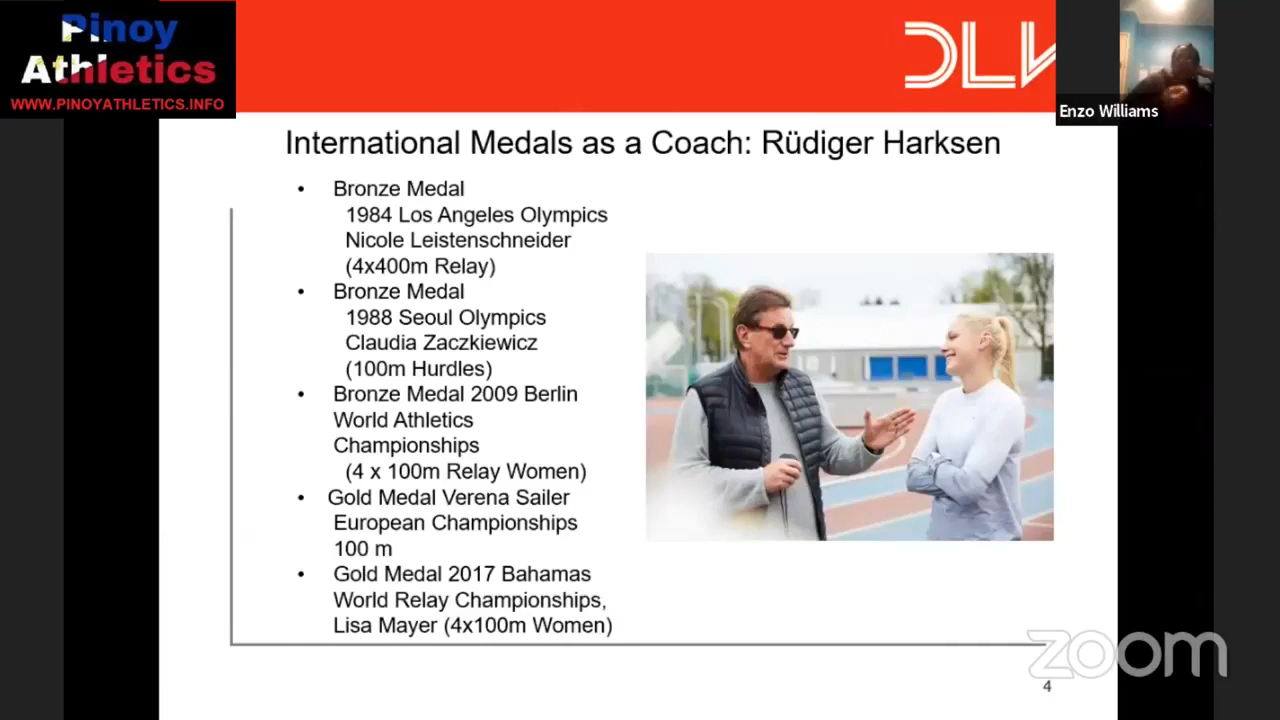 Pinoy
Athletics
WWW.PINOYATHLETICS.INFO
DLV
Enzo Williams
International Medals as a Coach: Rüdiger Harksen
• Bronze Medal
1984 Los Angeles Olympics
Nicole Leistenschneider
(4x400m Relay)
• Bronze Medal
1988 Seoul Olympics
Claudia Zaczkiewicz
(100m Hurdles)
• Bronze Medal 2009 Berlin
World Athletics
Championships
(4 x 100m Relay Women)
• Gold Medal Verena Sailer
European Championships
100 m
• Gold Medal 2017 Bahamas
World Relay Championships,
Lisa Mayer (4x100m Women)
zoom
4